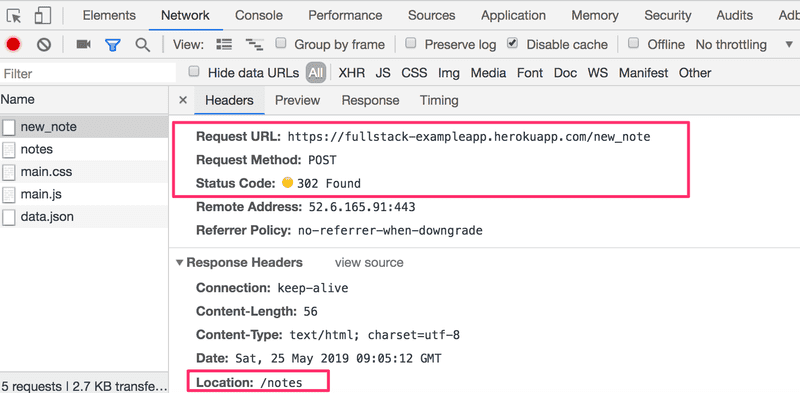 Elements Network Console Performance Sources Application Memory Security Audits Adb
View: Group by frame Preserve log Disable cache Offline No throttling
Filter Hide data URLs All XHR JS CSS Img Media Font Doc WS Manifest Other
Name × Headers Preview Response Timing
new_note
notes
main.css
main.js
data.json
5 requests | 2.7 KB transfe…
Request URL: https://fullstack-exampleapp.herokuapp.com/new_note
Request Method: POST
Status Code: 302 Found
Remote Address: 52.6.165.91:443
Referrer Policy: no-referrer-when-downgrade
Response Headers view source
Connection: keep-alive
Content-Length: 56
Content-Type: text/html; charset=utf-8
Date: Sat, 25 May 2019 09:05:12 GMT
Location: /notes